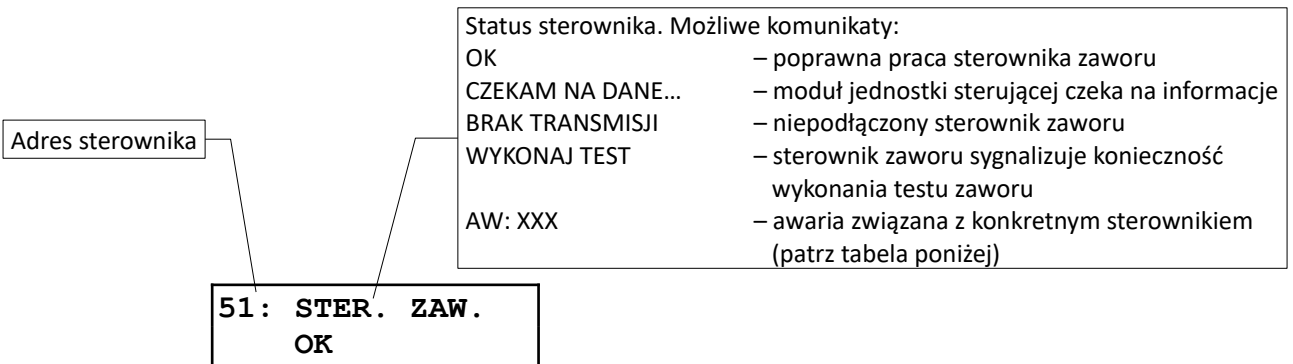 Status sterownika. Możliwe komunikaty:
OK – poprawna praca sterownika zaworu
CZEKAM NA DANE... – moduł jednostki sterującej czeka na informacje
BRAK TRANSMISJI – niepodłączony sterownik zaworu
WYKONAJ TEST – sterownik zaworu sygnalizuje konieczność
wykonania testu zaworu
AW: XXX – awaria związana z konkretnym sterownikiem
(patrz tabela poniżej)
Adres sterownika
51: STER. ZAW.
OK